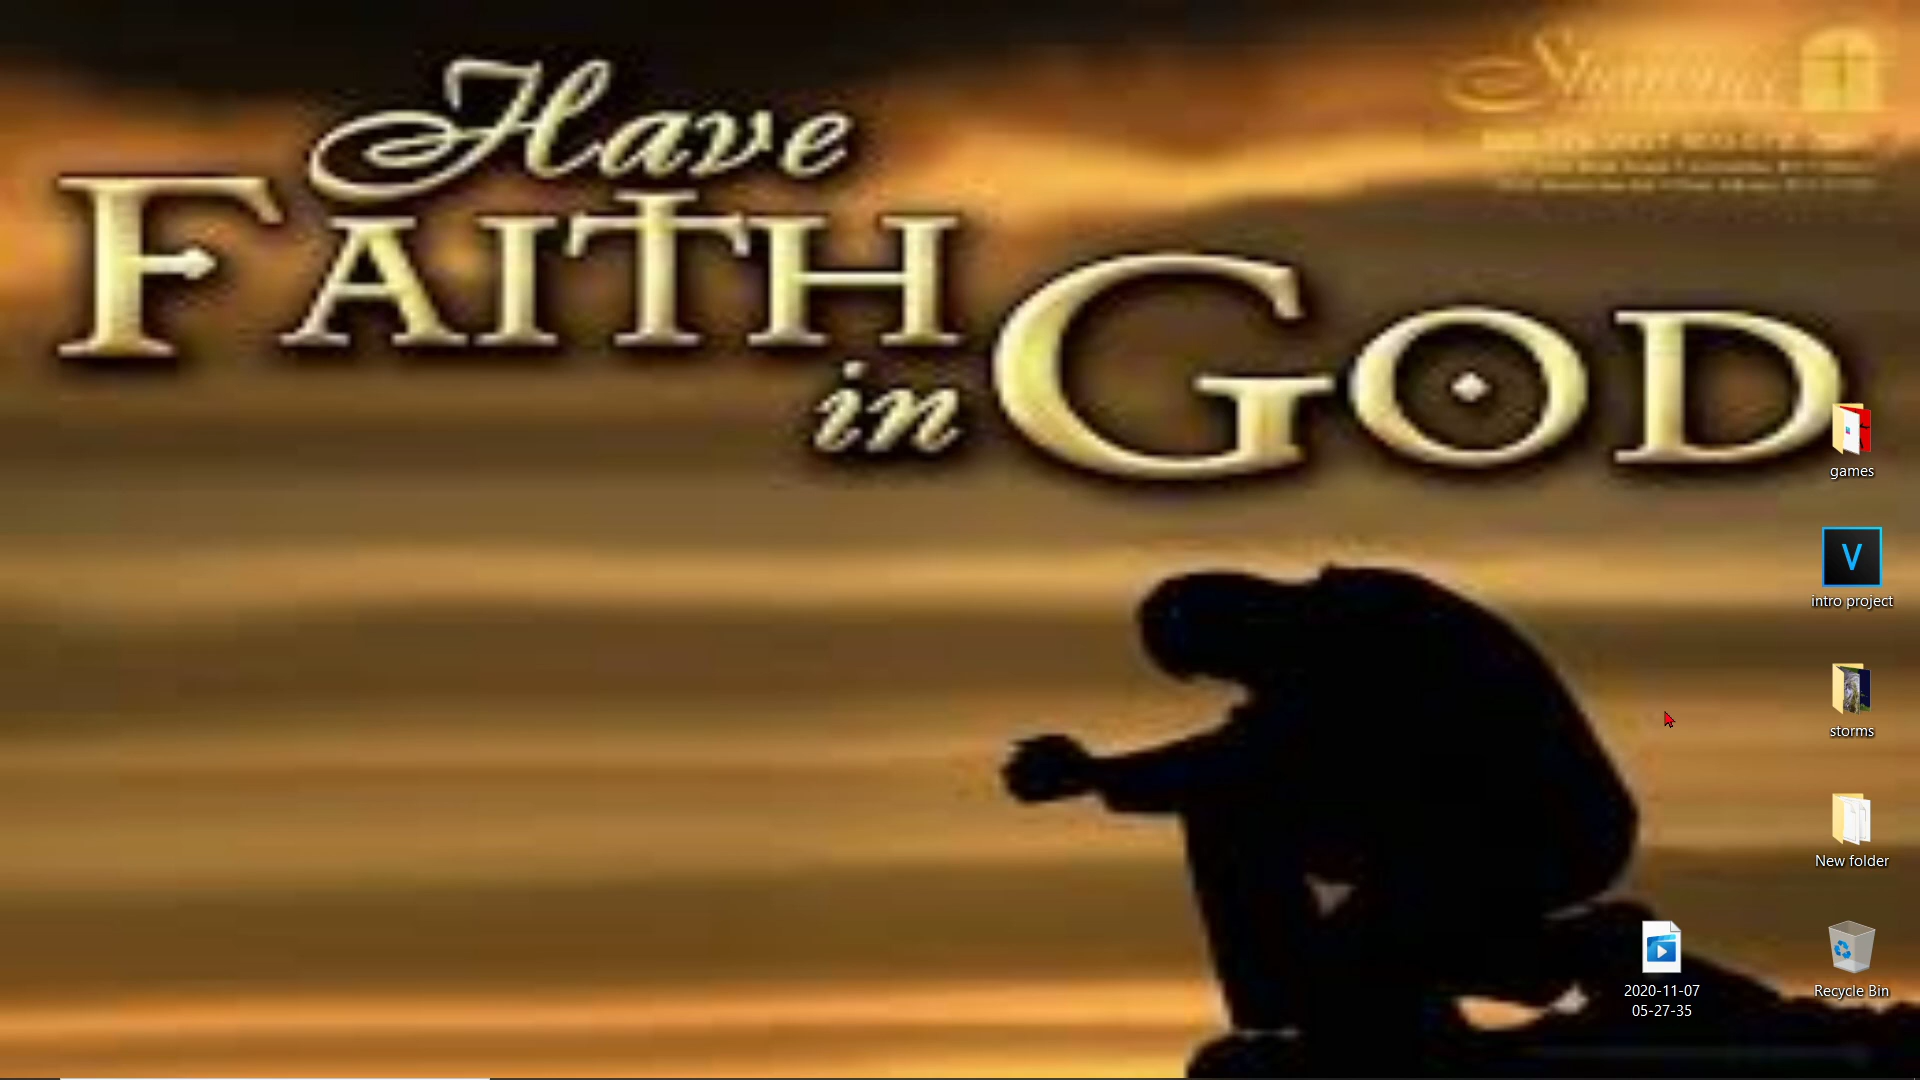 Have
FAITH
in GOD
games
V
intro project
storms
New folder
2020-11-07
05-27-35
Recycle Bin